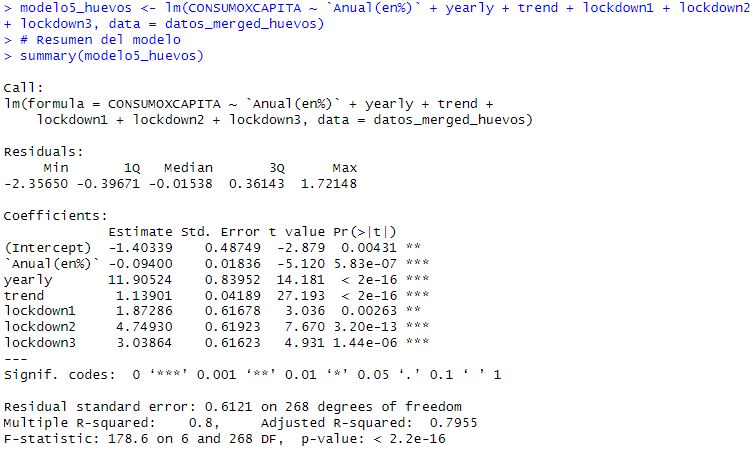 > modelo5_huevos <- lm(CONSUMOXCAPITA ~ `Anual(en%)` + yearly + trend + lockdown1 + lockdown2
+ lockdown3, data = datos_merged_huevos)
> # Resumen del modelo
> summary(modelo5_huevos)
Call:
lm(formula = CONSUMOXCAPITA ~ `Anual(en%)` + yearly + trend +
lockdown1 + lockdown2 + lockdown3, data = datos_merged_huevos)
Residuals:
Min 1Q Median 3Q Max
-2.35650 -0.39671 -0.01538 0.36143 1.72148
Coefficients:
Estimate Std. Error t value Pr(>|t|)
(Intercept) -1.40339 0.48749 -2.879 0.00431 **
`Anual(en%)` -0.09400 0.01836 -5.120 5.83e-07 ***
yearly 11.90524 0.83952 14.181 < 2e-16 ***
trend 1.13901 0.04189 27.193 < 2e-16 ***
lockdown1 1.87286 0.61678 3.036 0.00263 **
lockdown2 4.74930 0.61923 7.670 3.20e-13 ***
lockdown3 3.03864 0.61623 4.931 1.44e-06 ***
---
Signif. codes: 0 ‘***’ 0.001 ‘**’ 0.01 ‘*’ 0.05 ‘.’ 0.1 ‘ ’ 1
Residual standard error: 0.6121 on 268 degrees of freedom
Multiple R-squared: 0.8, Adjusted R-squared: 0.7955
F-statistic: 178.6 on 6 and 268 DF, p-value: < 2.2e-16